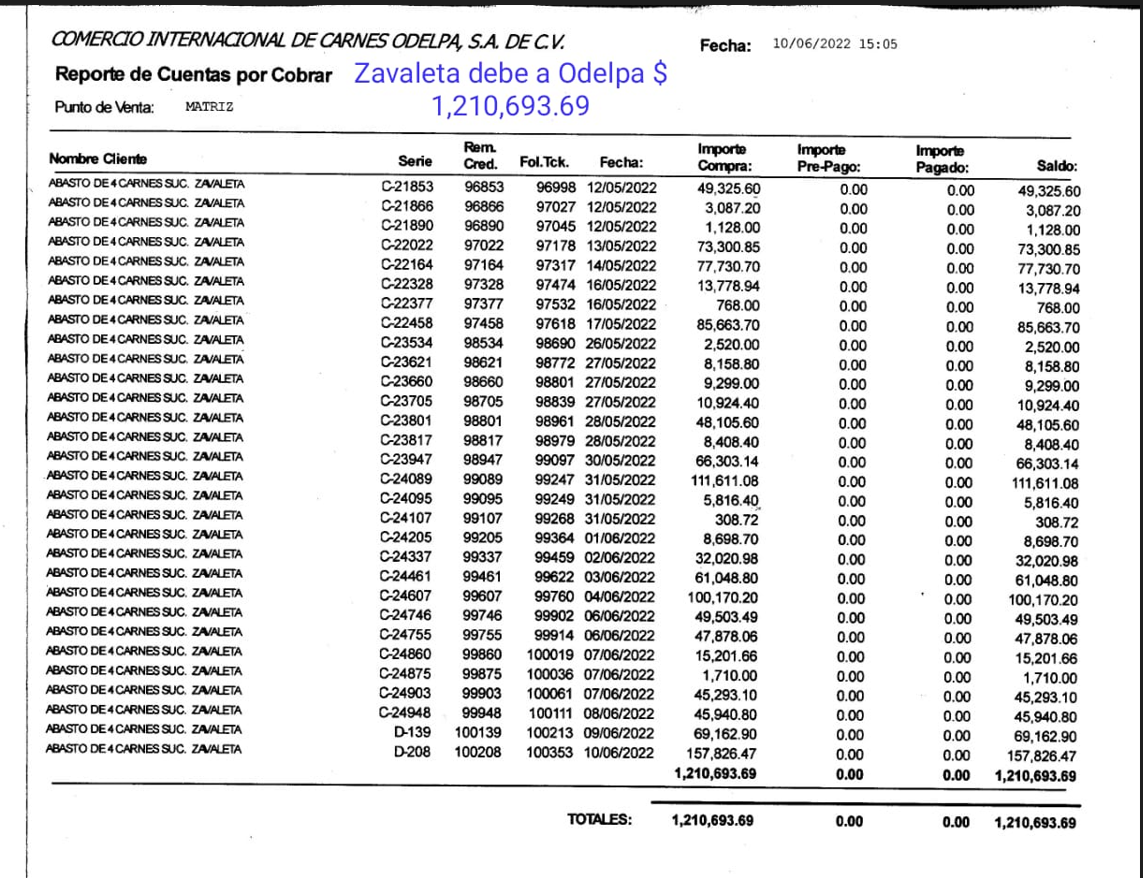 COMERCIO INTERNACIONAL DE CARNES ODELPA, S.A. DE C.V. Fecha: 10/06/2022 15:05
Reporte de Cuentas por Cobrar Zavaleta debe a Odelpa $
1,210,693.69
Punto de Venta: MATRIZ
Nombre Cliente Serie Rem. Cred. Fol.Tck. Fecha: Importe Compra: Importe Pre-Pago: Importe Pagado: Saldo:
ABASTO DE 4 CARNES SUC. ZAVALETA C-21853 96853 96998 12/05/2022 49,325.60 0.00 0.00 49,325.60
ABASTO DE 4 CARNES SUC. ZAVALETA C-21866 96866 97027 12/05/2022 3,087.20 0.00 0.00 3,087.20
ABASTO DE 4 CARNES SUC. ZAVALETA C-21890 96890 97045 12/05/2022 1,128.00 0.00 0.00 1,128.00
ABASTO DE 4 CARNES SUC. ZAVALETA C-22022 97022 97178 13/05/2022 73,300.85 0.00 0.00 73,300.85
ABASTO DE 4 CARNES SUC. ZAVALETA C-22164 97164 97317 14/05/2022 77,730.70 0.00 0.00 77,730.70
ABASTO DE 4 CARNES SUC. ZAVALETA C-22328 97328 97474 16/05/2022 13,778.94 0.00 0.00 13,778.94
ABASTO DE 4 CARNES SUC. ZAVALETA C-22377 97377 97532 16/05/2022 768.00 0.00 0.00 768.00
ABASTO DE 4 CARNES SUC. ZAVALETA C-22458 97458 97618 17/05/2022 85,663.70 0.00 0.00 85,663.70
ABASTO DE 4 CARNES SUC. ZAVALETA C-23534 98534 98690 26/05/2022 2,520.00 0.00 0.00 2,520.00
ABASTO DE 4 CARNES SUC. ZAVALETA C-23621 98621 98772 27/05/2022 8,158.80 0.00 0.00 8,158.80
ABASTO DE 4 CARNES SUC. ZAVALETA C-23660 98660 98801 27/05/2022 9,299.00 0.00 0.00 9,299.00
ABASTO DE 4 CARNES SUC. ZAVALETA C-23705 98705 98839 27/05/2022 10,924.40 0.00 0.00 10,924.40
ABASTO DE 4 CARNES SUC. ZAVALETA C-23801 98801 98961 28/05/2022 48,105.60 0.00 0.00 48,105.60
ABASTO DE 4 CARNES SUC. ZAVALETA C-23817 98817 98979 28/05/2022 8,408.40 0.00 0.00 8,408.40
ABASTO DE 4 CARNES SUC. ZAVALETA C-23947 98947 99097 30/05/2022 66,303.14 0.00 0.00 66,303.14
ABASTO DE 4 CARNES SUC. ZAVALETA C-24089 99089 99247 31/05/2022 111,611.08 0.00 0.00 111,611.08
ABASTO DE 4 CARNES SUC. ZAVALETA C-24095 99095 99249 31/05/2022 5,816.40 0.00 0.00 5,816.40
ABASTO DE 4 CARNES SUC. ZAVALETA C-24107 99107 99268 31/05/2022 308.72 0.00 0.00 308.72
ABASTO DE 4 CARNES SUC. ZAVALETA C-24205 99205 99364 01/06/2022 8,698.70 0.00 0.00 8,698.70
ABASTO DE 4 CARNES SUC. ZAVALETA C-24337 99337 99459 02/06/2022 32,020.98 0.00 0.00 32,020.98
ABASTO DE 4 CARNES SUC. ZAVALETA C-24461 99461 99622 03/06/2022 61,048.80 0.00 0.00 61,048.80
ABASTO DE 4 CARNES SUC. ZAVALETA C-24607 99607 99760 04/06/2022 100,170.20 0.00 0.00 100,170.20
ABASTO DE 4 CARNES SUC. ZAVALETA C-24746 99746 99902 06/06/2022 49,503.49 0.00 0.00 49,503.49
ABASTO DE 4 CARNES SUC. ZAVALETA C-24755 99755 99914 06/06/2022 47,878.06 0.00 0.00 47,878.06
ABASTO DE 4 CARNES SUC. ZAVALETA C-24860 99860 100019 07/06/2022 15,201.66 0.00 0.00 15,201.66
ABASTO DE 4 CARNES SUC. ZAVALETA C-24875 99875 100036 07/06/2022 1,710.00 0.00 0.00 1,710.00
ABASTO DE 4 CARNES SUC. ZAVALETA C-24903 99903 100061 07/06/2022 45,293.10 0.00 0.00 45,293.10
ABASTO DE 4 CARNES SUC. ZAVALETA C-24948 99948 100111 08/06/2022 45,940.80 0.00 0.00 45,940.80
ABASTO DE 4 CARNES SUC. ZAVALETA D-139 100139 100213 09/06/2022 69,162.90 0.00 0.00 69,162.90
ABASTO DE 4 CARNES SUC. ZAVALETA D-208 100208 100353 10/06/2022 157,826.47 0.00 0.00 157,826.47
1,210,693.69 0.00 0.00 1,210,693.69
TOTALES: 1,210,693.69 0.00 0.00 1,210,693.69